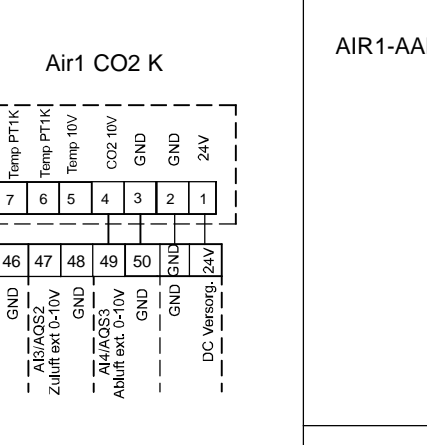 Air1 CO2 K
AIR1-AA
Temp PT1K
Temp PT1K
Temp 10V
CO2 10V
GND
GND
24V
7 6 5 4 3 2 1
46 47 48 49 50 GND 24V
GND
AI3/AQS2
Zuluft ext 0-10V
GND
AI4/AQS3
Abluft ext. 0-10V
GND
GND
DC Versorg.